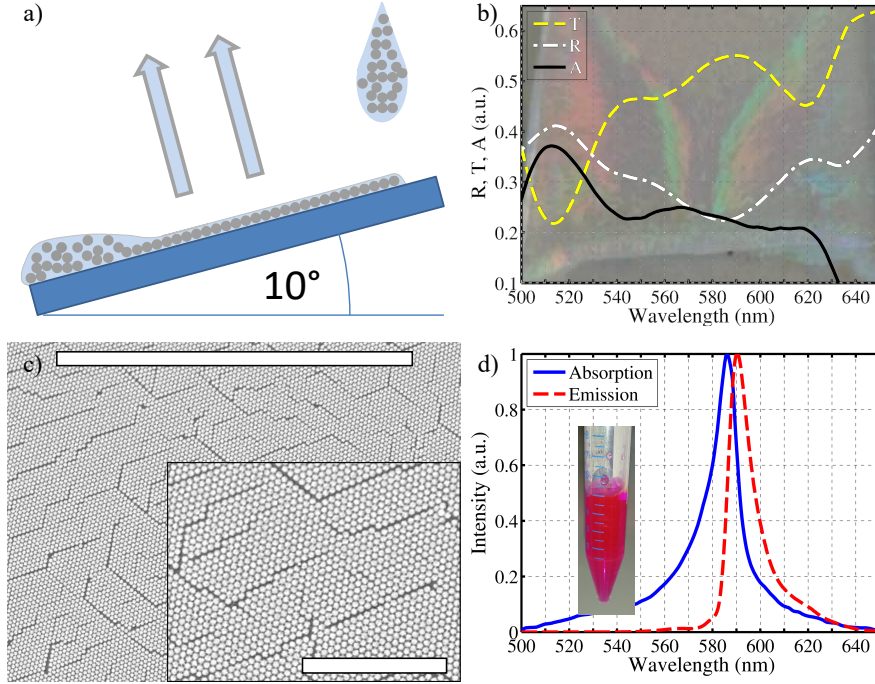 a)
10°
b)
R, T, A (a.u.)
0.6
0.5
0.4
0.3
0.2
0.1
T
R
A
500 520 540 560 580 600 620 640
Wavelength (nm)
c)
d)
Intensity (a.u.)
1
0.8
0.6
0.4
0.2
0
Absorption
Emission
500 520 540 560 580 600 620 640
Wavelength (nm)